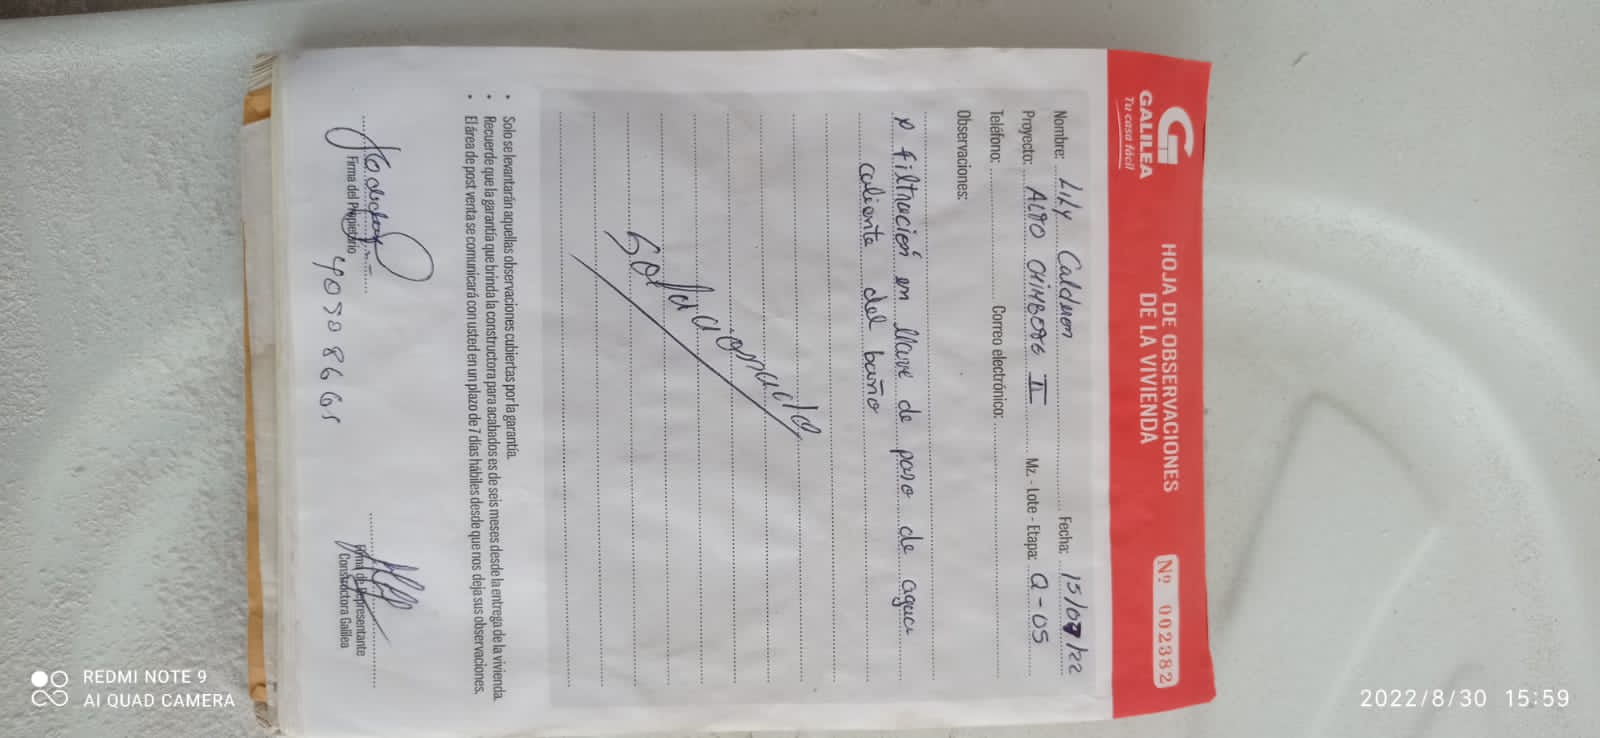 G
GALILEA
Tu casa fácil
HOJA DE OBSERVACIONES
DE LA VIVIENDA
Nº 002382
Nombre: Lily Calderon Fecha: 15/07/22
Proyecto: ALTO CHIMBOTE II Mz. - Lote - Etapa: Q-05
Teléfono: Correo electrónico:
Observaciones:
filtración en llave de paso de agua
caliente del baño
Solucionado
• Solo se levantarán aquellas observaciones cubiertas por la garantía.
• Recuerde que la garantía que brinda la constructora para acabados es de seis meses desde la entrega de la vivienda.
• El área de post venta se comunicará con usted en un plazo de 7 días hábiles desde que nos deja sus observaciones.
Firma del Propietario
Firma de Representante
Constructora Galilea
REDMI NOTE 9
AI QUAD CAMERA
2022/8/30 15:59